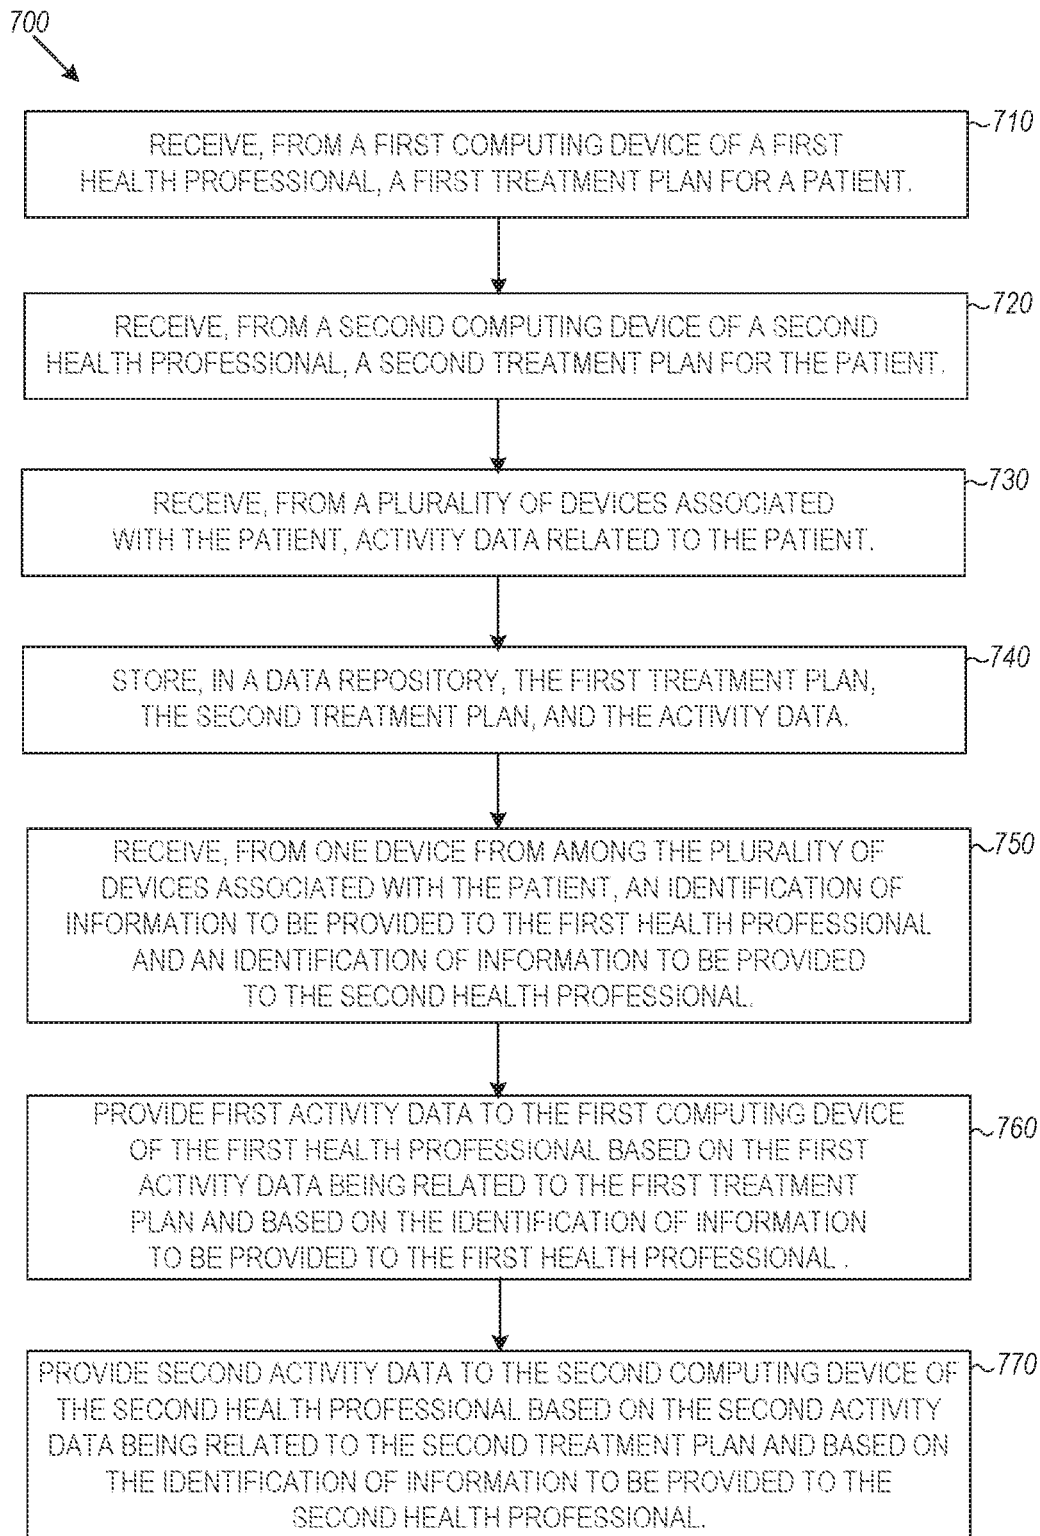 700
710
RECEIVE, FROM A FIRST COMPUTING DEVICE OF A FIRST
HEALTH PROFESSIONAL, A FIRST TREATMENT PLAN FOR A PATIENT.
720
RECEIVE, FROM A SECOND COMPUTING DEVICE OF A SECOND
HEALTH PROFESSIONAL, A SECOND TREATMENT PLAN FOR THE PATIENT.
730
RECEIVE, FROM A PLURALITY OF DEVICES ASSOCIATED
WITH THE PATIENT, ACTIVITY DATA RELATED TO THE PATIENT.
740
STORE, IN A DATA REPOSITORY, THE FIRST TREATMENT PLAN,
THE SECOND TREATMENT PLAN, AND THE ACTIVITY DATA.
750
RECEIVE, FROM ONE DEVICE FROM AMONG THE PLURALITY OF
DEVICES ASSOCIATED WITH THE PATIENT, AN IDENTIFICATION OF
INFORMATION TO BE PROVIDED TO THE FIRST HEALTH PROFESSIONAL
AND AN IDENTIFICATION OF INFORMATION TO BE PROVIDED
TO THE SECOND HEALTH PROFESSIONAL.
760
PROVIDE FIRST ACTIVITY DATA TO THE FIRST COMPUTING DEVICE
OF THE FIRST HEALTH PROFESSIONAL BASED ON THE FIRST
ACTIVITY DATA BEING RELATED TO THE FIRST TREATMENT
PLAN AND BASED ON THE IDENTIFICATION OF INFORMATION
TO BE PROVIDED TO THE FIRST HEALTH PROFESSIONAL .
770
PROVIDE SECOND ACTIVITY DATA TO THE SECOND COMPUTING DEVICE OF
THE SECOND HEALTH PROFESSIONAL BASED ON THE SECOND ACTIVITY
DATA BEING RELATED TO THE SECOND TREATMENT PLAN AND BASED ON
THE IDENTIFICATION OF INFORMATION TO BE PROVIDED TO THE
SECOND HEALTH PROFESSIONAL.